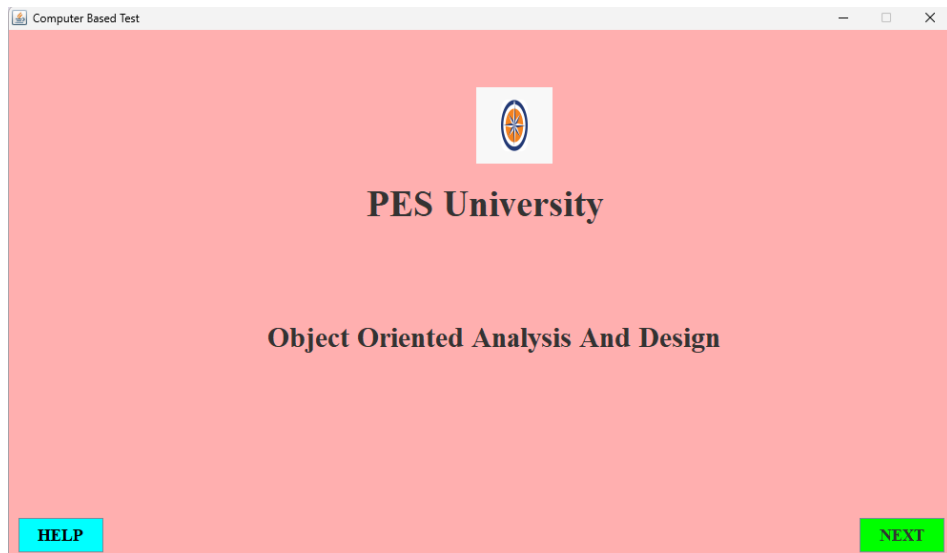 Computer Based Test
PES University
Object Oriented Analysis And Design
HELP
NEXT